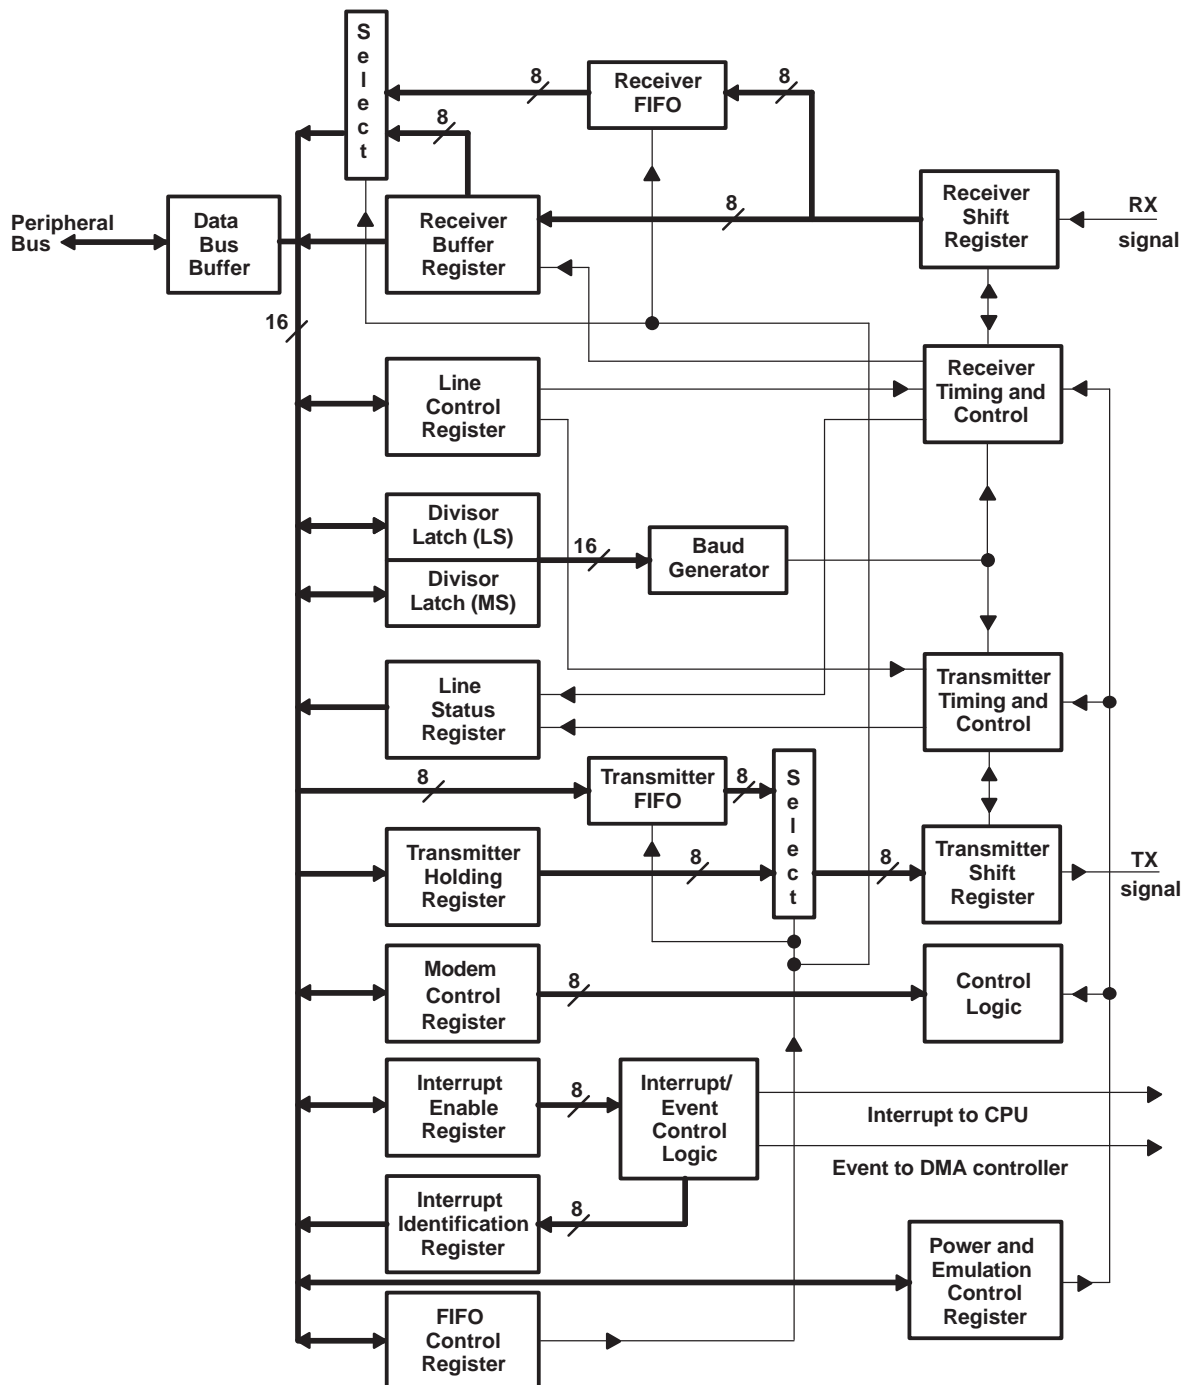 S
e
l
e
c
t
8
Receiver
FIFO
8
8
Peripheral
Bus
Data
Bus
Buffer
Receiver
Buffer
Register
8
Receiver
Shift
Register
RX
signal
16
Line
Control
Register
Receiver
Timing and
Control
Divisor
Latch (LS)
Divisor
Latch (MS)
16
Baud
Generator
Line
Status
Register
Transmitter
Timing and
Control
8
Transmitter
FIFO
8
S
e
l
e
c
t
Transmitter
Holding
Register
8
8
Transmitter
Shift
Register
TX
signal
Modem
Control
Register
8
Control
Logic
Interrupt
Enable
Register
8
Interrupt/
Event
Control
Logic
Interrupt to CPU
Event to DMA controller
Interrupt
Identification
Register
8
Power and
Emulation
Control
Register
FIFO
Control
Register